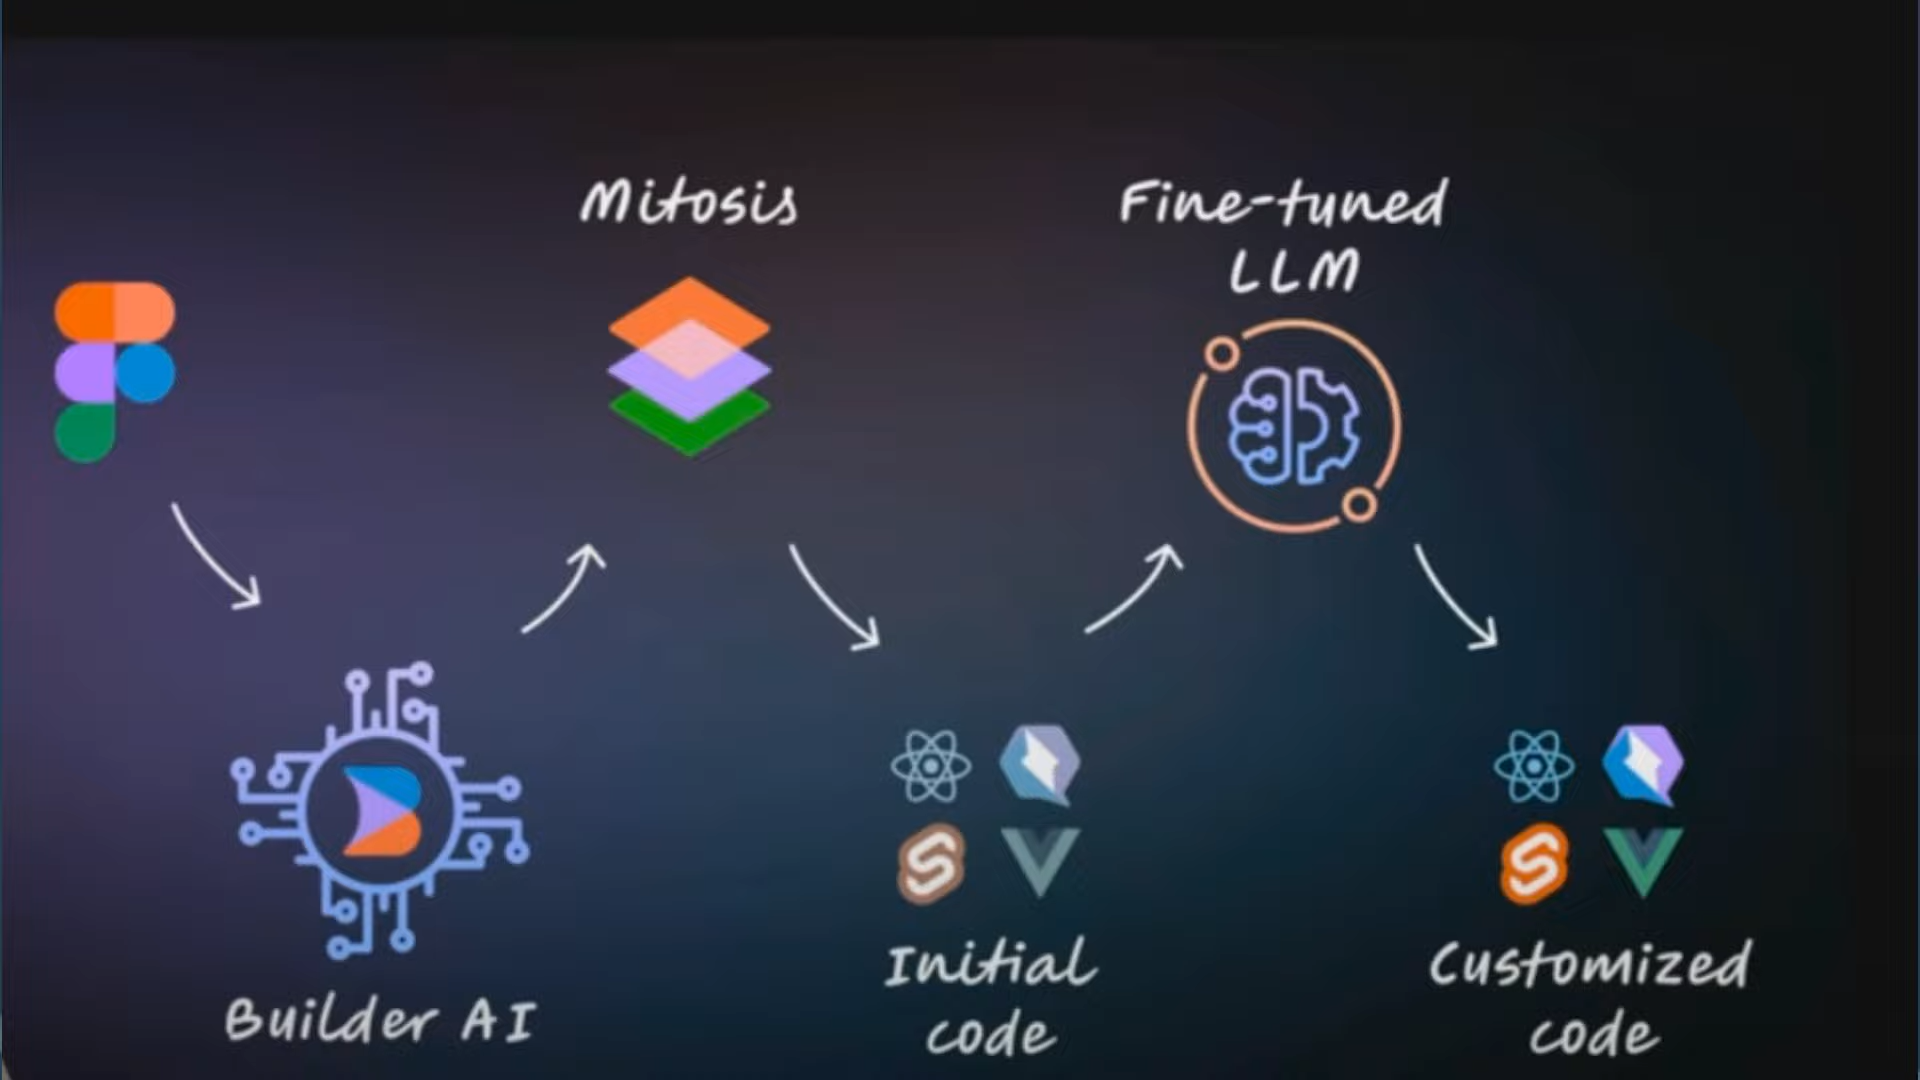 Mitosis
Fine-tuned
LLM
Builder AI
Initial
code
Customized
code